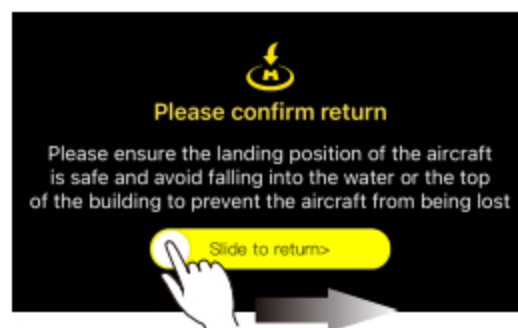 Please confirm return
Please ensure the landing position of the aircraft
is safe and avoid falling into the water or the top
of the building to prevent the aircraft from being lost
Slide to return>